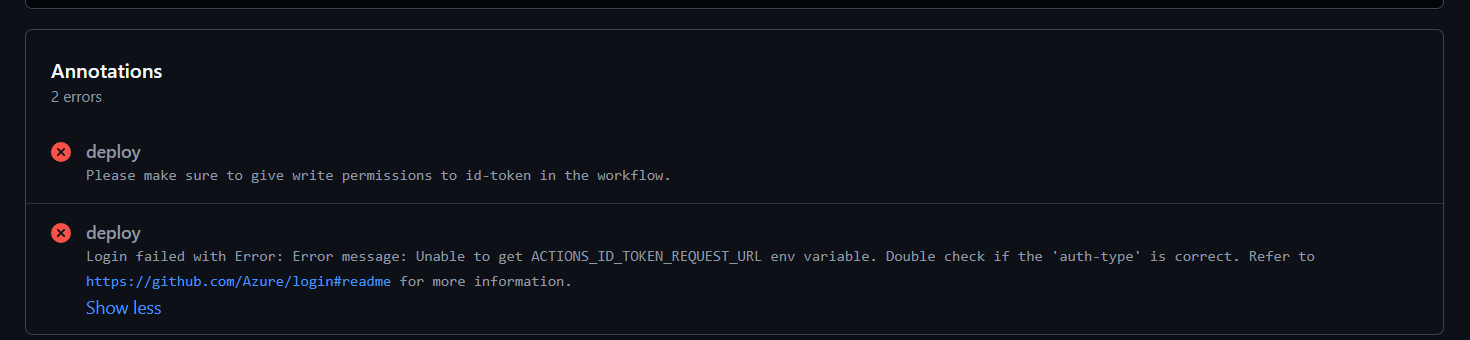 Annotations
2 errors
deploy
Please make sure to give write permissions to id-token in the workflow.
deploy
Login failed with Error: Error message: Unable to get ACTIONS_ID_TOKEN_REQUEST_URL env variable. Double check if the 'auth-type' is correct. Refer to
https://github.com/Azure/login#readme for more information.
Show less